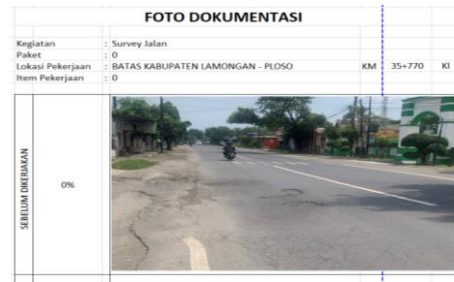 FOTO DOKUMENTASI
Kegiatan : Survey Jalan
Paket : 0
Lokasi Pekerjaan : BATAS KABUPATEN LAMONGAN - PLOSO KM 35+770 KI
Item Pekerjaan : 0
SEBELUM DIKERJAKAN
0%